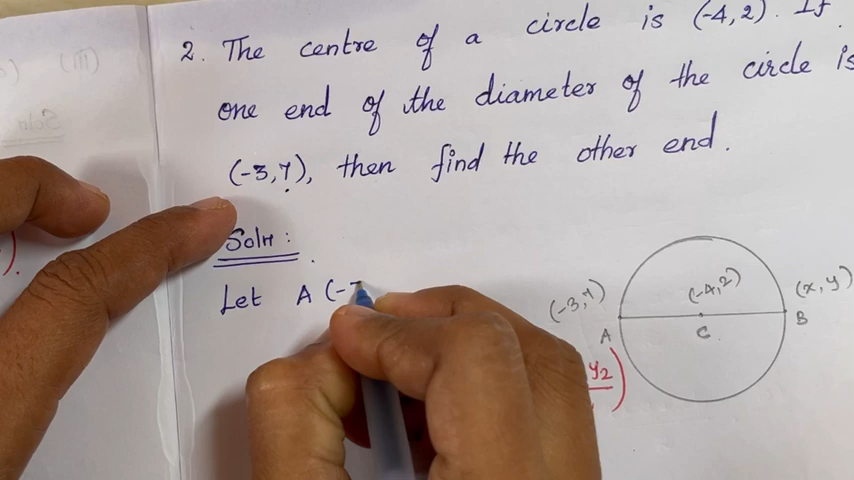 2. The centre of a circle is (-4,2). If
one end of the diameter of the circle is
(-3,7), then find the other end.
Soln:
Let A (-
(-3,7)
(-4,2)
(x, y)
A
C
B
y2